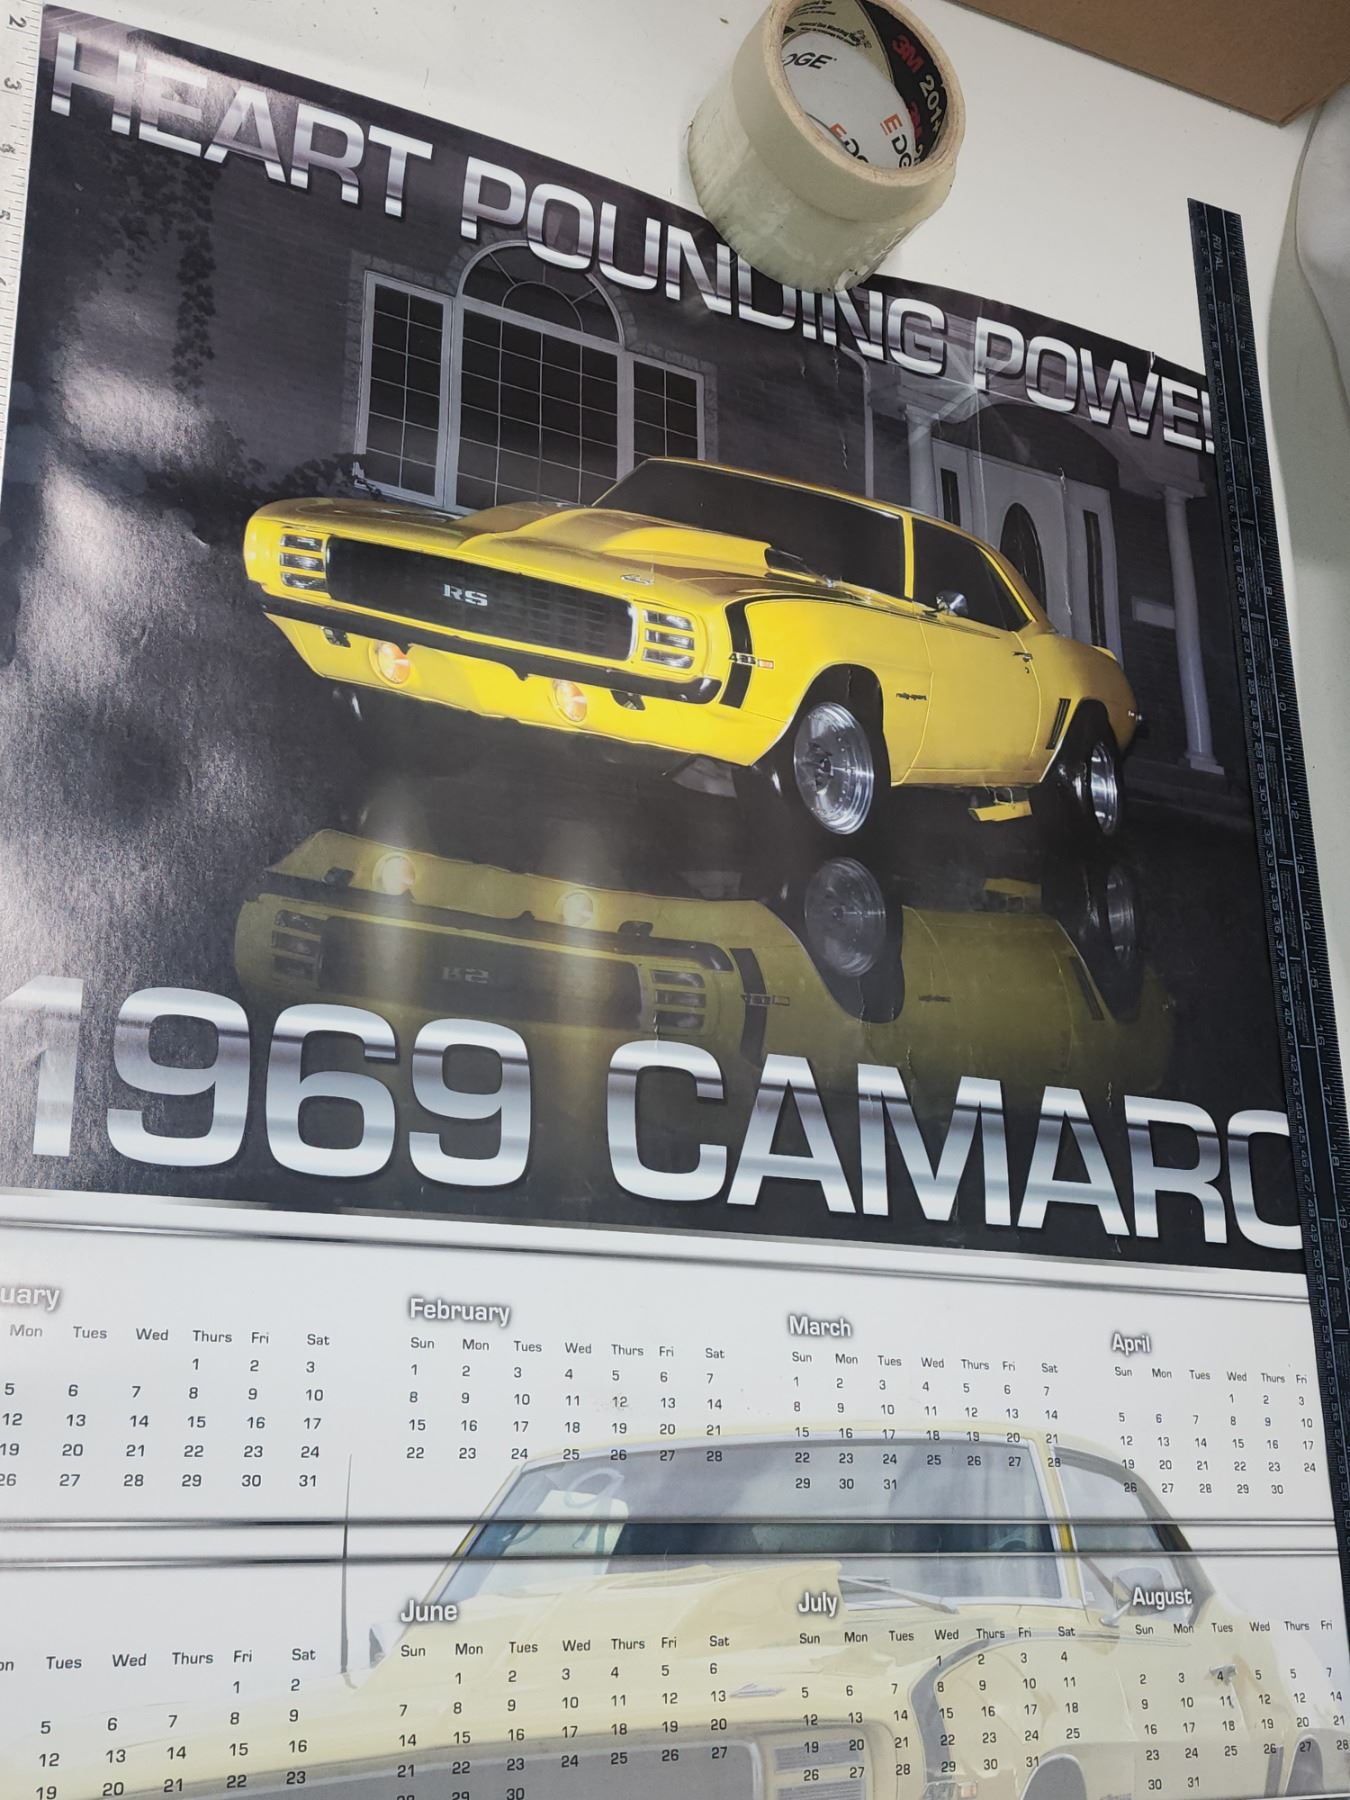 HEART POUNDING POWE
RS
rally-sport
1969 CAMARO
uary
Mon Tues Wed Thurs Fri Sat
1 2 3
5 6 7 8 9 10
12 13 14 15 16 17
19 20 21 22 23 24
26 27 28 29 30 31
February
Sun Mon Tues Wed Thurs Fri Sat
1 2 3 4 5 6 7
8 9 10 11 12 13 14
15 16 17 18 19 20 21
22 23 24 25 26 27 28
March
Sun Mon Tues Wed Thurs Fri Sat
1 2 3 4 5 6 7
8 9 10 11 12 13 14
15 16 17 18 19 20 21
22 23 24 25 26 27 28
29 30 31
April
Sun Mon Tues Wed Thurs Fri
1 2 3
5 6 7 8 9 10
12 13 14 15 16 17
19 20 21 22 23 24
26 27 28 29 30
on Tues Wed Thurs Fri Sat
1 2
5 6 7 8 9
12 13 14 15 16
19 20 21 22 23
June
Sun Mon Tues Wed Thurs Fri Sat
1 2 3 4 5 6
7 8 9 10 11 12 13
14 15 16 17 18 19 20
21 22 23 24 25 26 27
28 29 30
July
Sun Mon Tues Wed Thurs Fri Sat
1 2 3 4
5 6 7 8 9 10 11
12 13 14 15 16 17 18
19 20 21 22 23 24 25
26 27 28 29 30 31
August
Sun Mon Tues Wed Thurs Fri
2 3 4 5 5 7
9 10 11 12 12 14
16 17 18 19 20 21
23 24 25 26 27 28
30 31
3M 201
EDGE